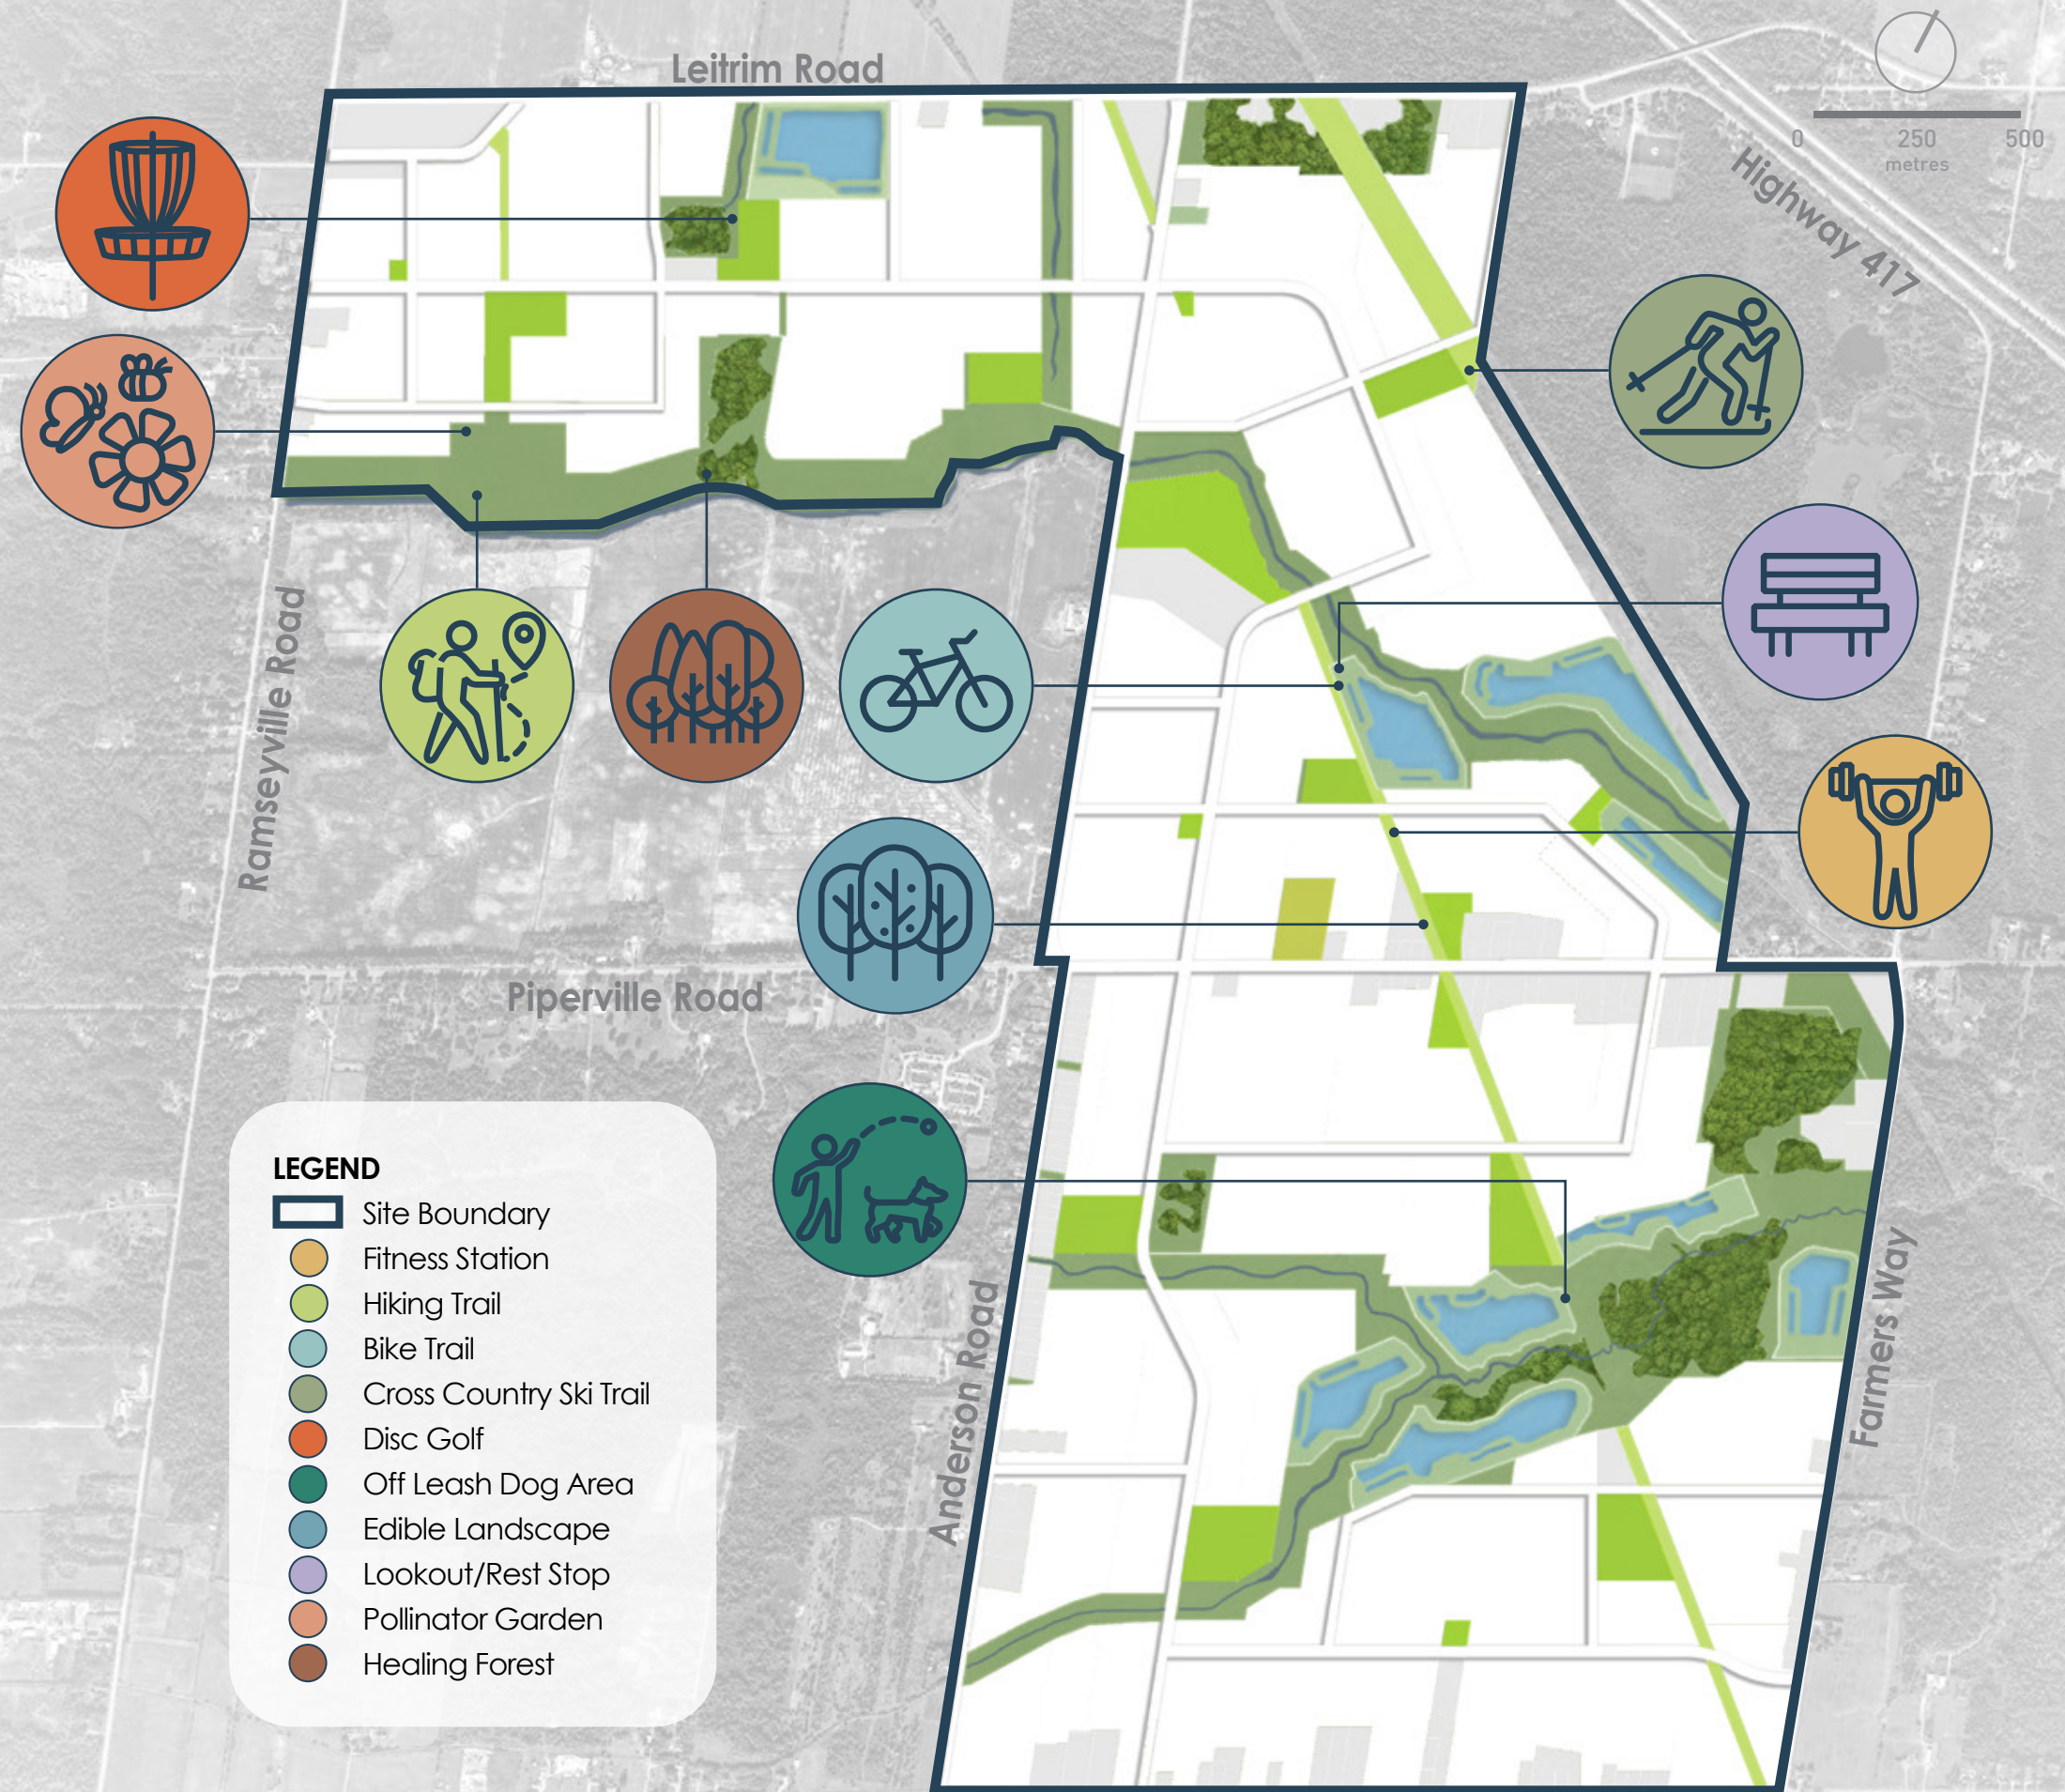 Leitrim Road
0
250
500
metres
Highway 417
Ramseyville Road
Piperville Road
Anderson Road
Farmers Way
LEGEND
Site Boundary
Fitness Station
Hiking Trail
Bike Trail
Cross Country Ski Trail
Disc Golf
Off Leash Dog Area
Edible Landscape
Lookout/Rest Stop
Pollinator Garden
Healing Forest